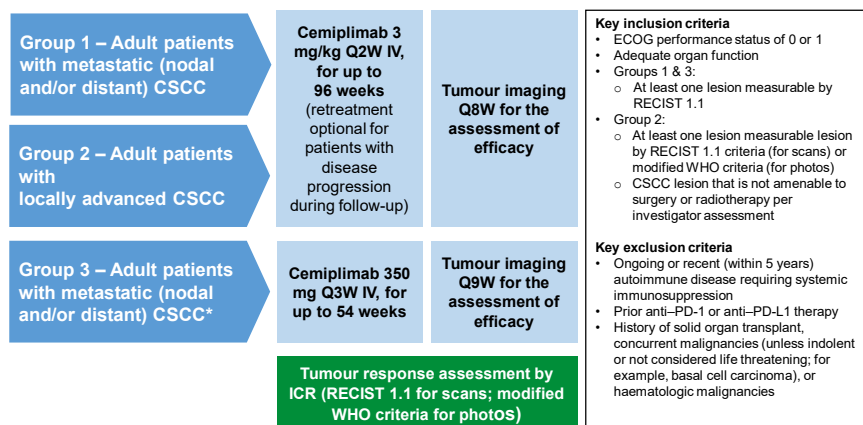 Group 1 – Adult patients
with metastatic (nodal
and/or distant) CSCC
Group 2 – Adult patients
with
locally advanced CSCC
Cemiplimab 3
mg/kg Q2W IV,
for up to
96 weeks
(retreatment
optional for
patients with
disease
progression
during follow-up)
Tumour imaging
Q8W for the
assessment of
efficacy
Group 3 – Adult patients
with metastatic (nodal
and/or distant) CSCC*
Cemiplimab 350
mg Q3W IV, for
up to 54 weeks
Tumour imaging
Q9W for the
assessment of
efficacy
Tumour response assessment by
ICR (RECIST 1.1 for scans; modified
WHO criteria for photos)
Key inclusion criteria
• ECOG performance status of 0 or 1
• Adequate organ function
• Groups 1 & 3:
o At least one lesion measurable by
RECIST 1.1
• Group 2:
o At least one lesion measurable lesion
by RECIST 1.1 criteria (for scans) or
modified WHO criteria (for photos)
o CSCC lesion that is not amenable to
surgery or radiotherapy per
investigator assessment
Key exclusion criteria
• Ongoing or recent (within 5 years)
autoimmune disease requiring systemic
immunosuppression
• Prior anti–PD-1 or anti–PD-L1 therapy
• History of solid organ transplant,
concurrent malignancies (unless indolent
or not considered life threatening; for
example, basal cell carcinoma), or
haematologic malignancies